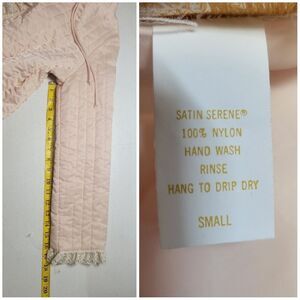 SATIN SERENE®
100% NYLON
HAND WASH
RINSE
HANG TO DRIP DRY
SMALL